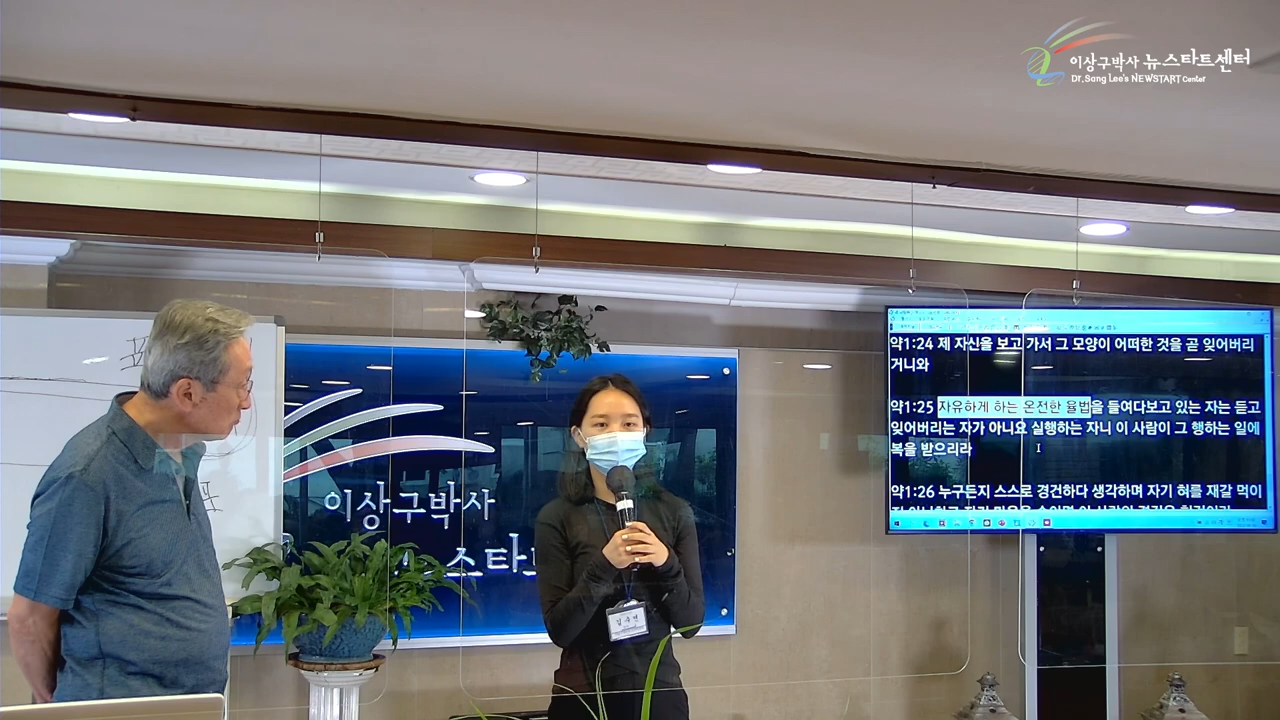 이상구박사 뉴스타트센터
Dr. Sang Lee's NEWSTART Center
이상구박사
스타트
약1:24 제 자신을 보고 가서 그 모양이 어떠한 것을 곧 잊어버리
거니와
약1:25 자유하게 하는 온전한 율법을 들여다보고 있는 자는 듣고
잊어버리는 자가 아니요 실행하는 자니 이 사람이 그 행하는 일에
복을 받으리라
약1:26 누구든지 스스로 경건하다 생각하며 자기 혀를 재갈 먹이